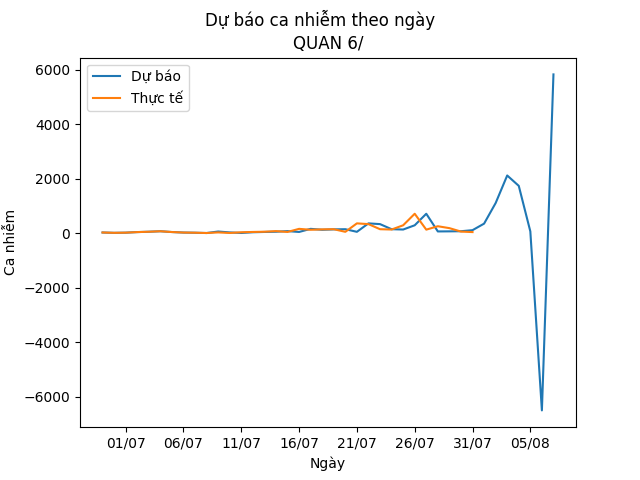 Dự báo ca nhiễm theo ngày
QUAN 6/
Dự báo
Thực tế
6000
4000
2000
0
−2000
−4000
−6000
Ca nhiễm
01/07
06/07
11/07
16/07
21/07
26/07
31/07
05/08
Ngày